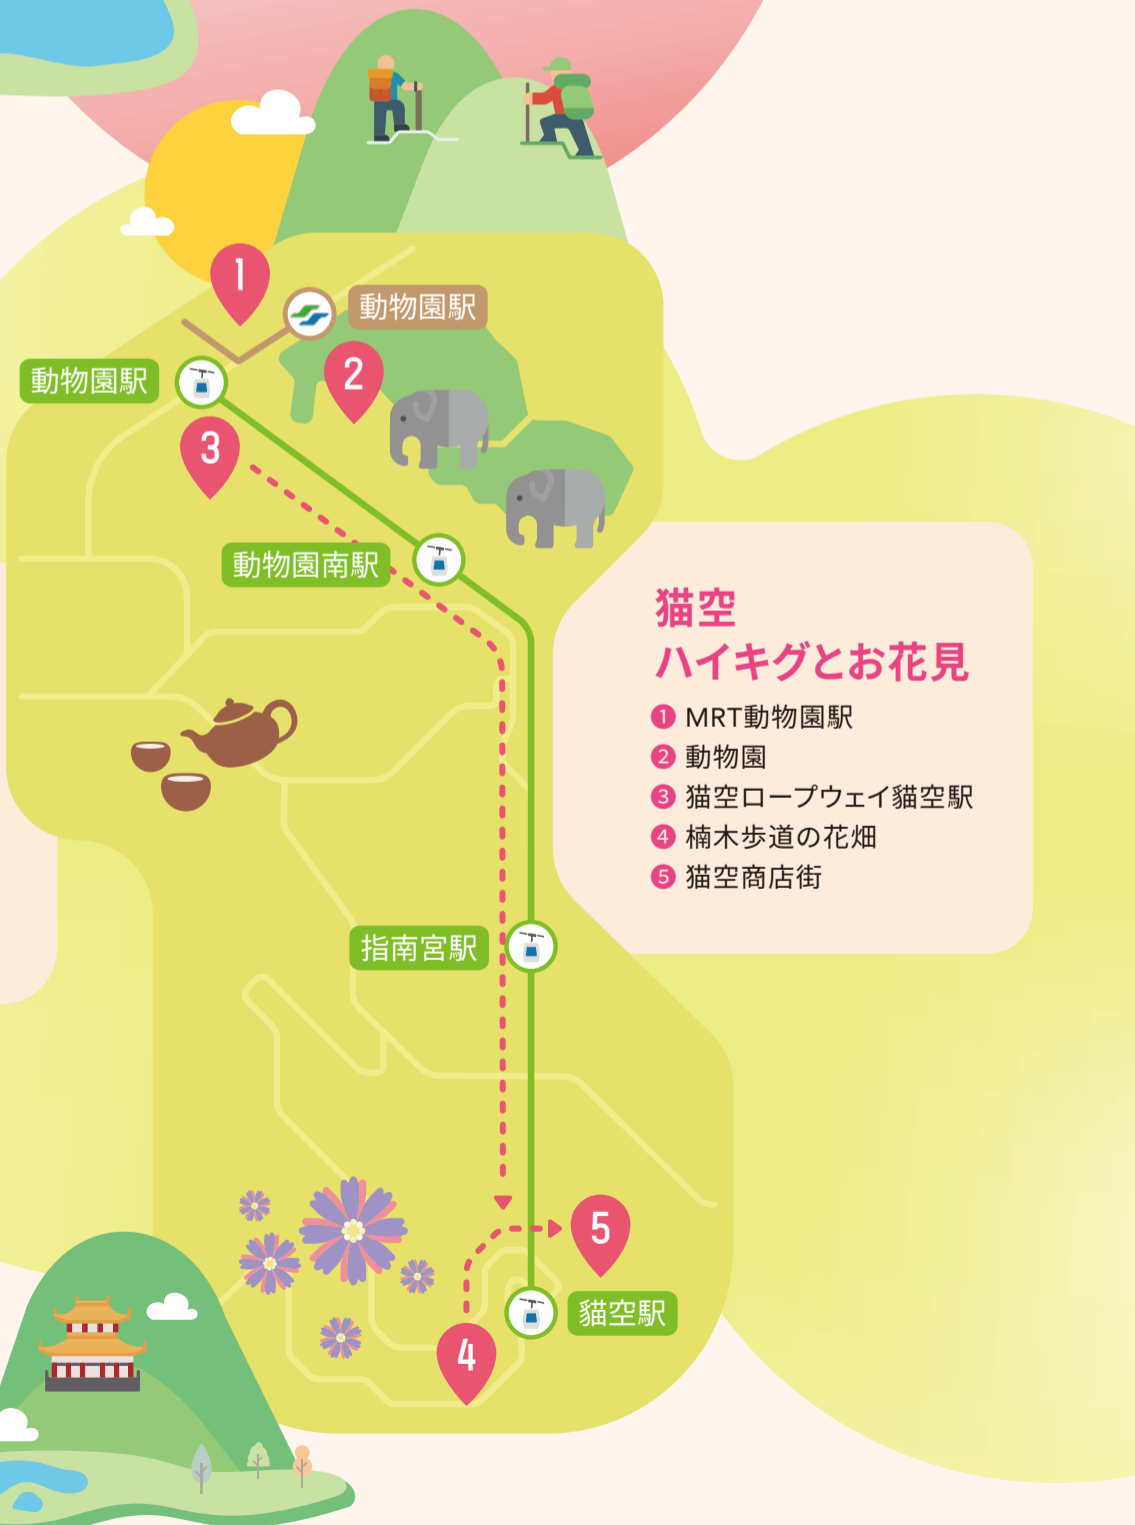 1
動物園駅
動物園駅
2
3
動物園南駅
猫空
ハイキグとお花見
1 MRT動物園駅
2 動物園
3 猫空ロープウェイ貓空駅
4 楠木歩道の花畑
5 猫空商店街
指南宮駅
5
貓空駅
4